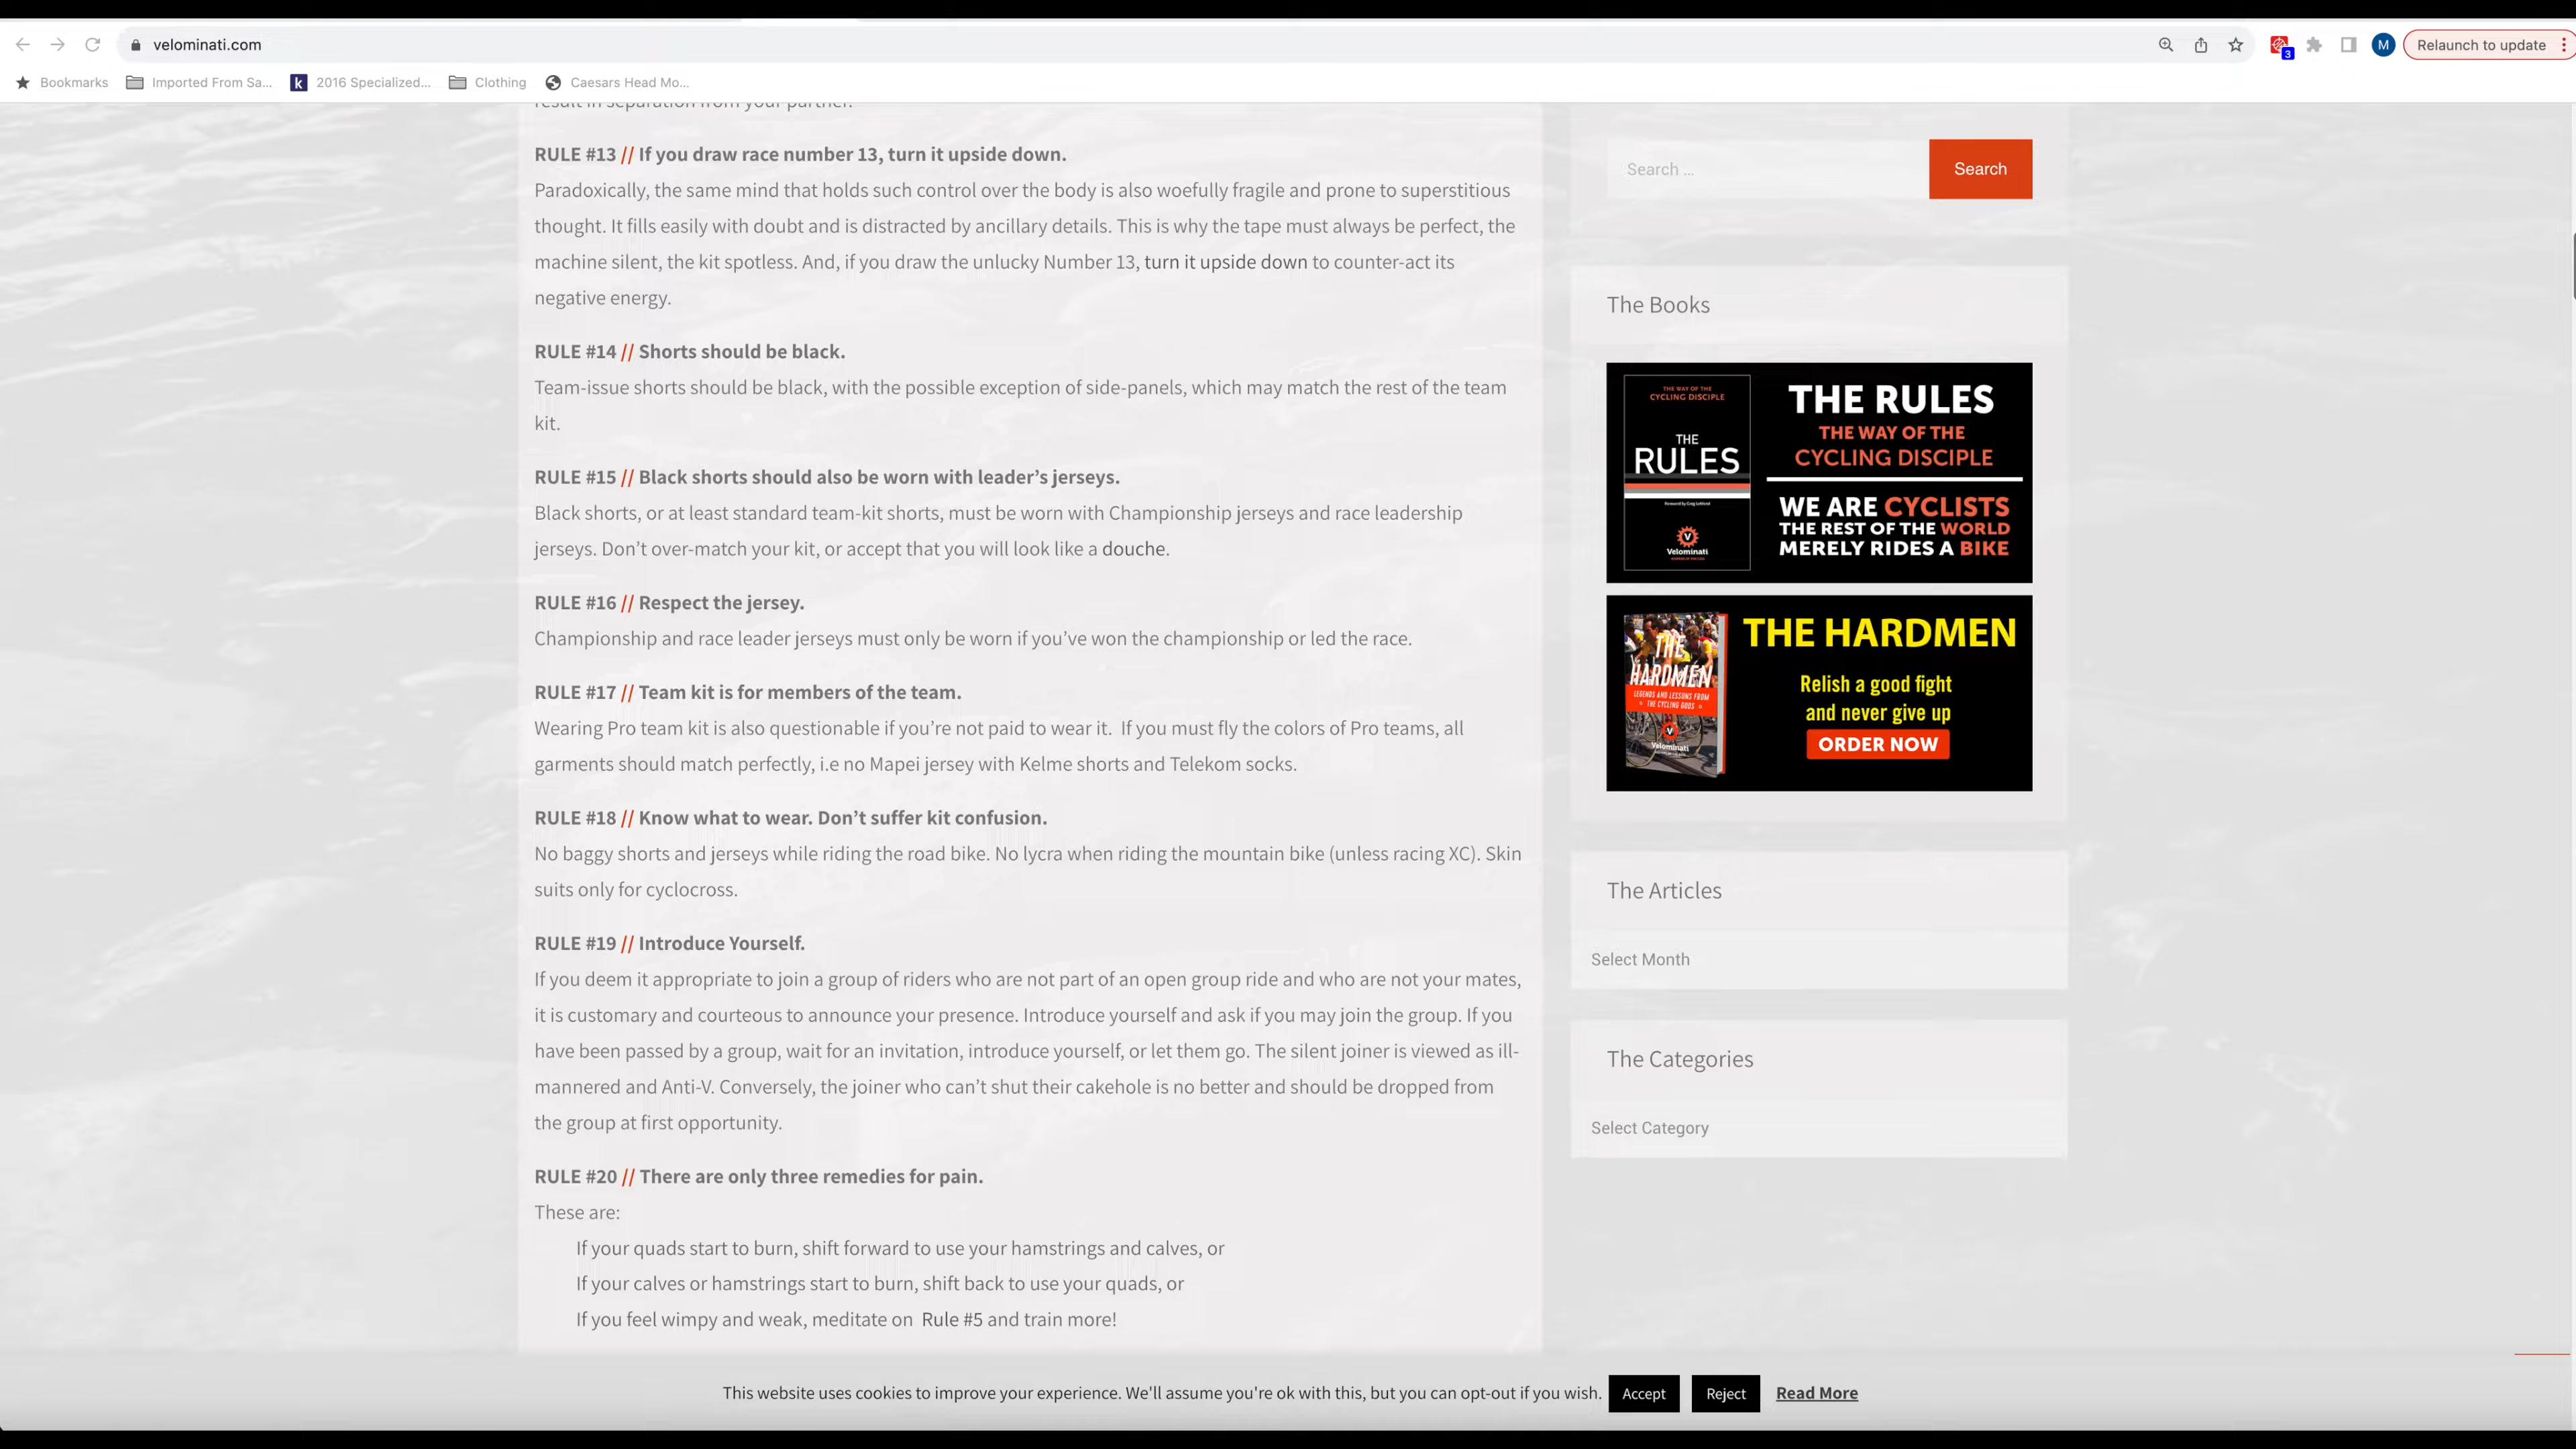 velominati.com
M
Relaunch to update
3
Bookmarks
Imported From Sa...
k
2016 Specialized...
Clothing
Caesars Head Mo...
result in separation from your partner.
RULE #13 // If you draw race number 13, turn it upside down.
Paradoxically, the same mind that holds such control over the body is also woefully fragile and prone to superstitious
thought. It fills easily with doubt and is distracted by ancillary details. This is why the tape must always be perfect, the
machine silent, the kit spotless. And, if you draw the unlucky Number 13, turn it upside down to counter-act its
negative energy.
RULE #14 // Shorts should be black.
Team-issue shorts should be black, with the possible exception of side-panels, which may match the rest of the team
kit.
RULE #15 // Black shorts should also be worn with leader’s jerseys.
Black shorts, or at least standard team-kit shorts, must be worn with Championship jerseys and race leadership
jerseys. Don’t over-match your kit, or accept that you will look like a douche.
RULE #16 // Respect the jersey.
Championship and race leader jerseys must only be worn if you’ve won the championship or led the race.
RULE #17 // Team kit is for members of the team.
Wearing Pro team kit is also questionable if you’re not paid to wear it. If you must fly the colors of Pro teams, all
garments should match perfectly, i.e no Mapei jersey with Kelme shorts and Telekom socks.
RULE #18 // Know what to wear. Don’t suffer kit confusion.
No baggy shorts and jerseys while riding the road bike. No lycra when riding the mountain bike (unless racing XC). Skin
suits only for cyclocross.
RULE #19 // Introduce Yourself.
If you deem it appropriate to join a group of riders who are not part of an open group ride and who are not your mates,
it is customary and courteous to announce your presence. Introduce yourself and ask if you may join the group. If you
have been passed by a group, wait for an invitation, introduce yourself, or let them go. The silent joiner is viewed as ill-
mannered and Anti-V. Conversely, the joiner who can’t shut their cakehole is no better and should be dropped from
the group at first opportunity.
RULE #20 // There are only three remedies for pain.
These are:
If your quads start to burn, shift forward to use your hamstrings and calves, or
If your calves or hamstrings start to burn, shift back to use your quads, or
If you feel wimpy and weak, meditate on Rule #5 and train more!
Search ...
Search
The Books
THE WAY OF THE
CYCLING DISCIPLE
THE
RULES
Foreword by Greg LeMond
V
Velominati
THE RULES
THE WAY OF THE
CYCLING DISCIPLE
WE ARE CYCLISTS
THE REST OF THE WORLD
MERELY RIDES A BIKE
THE
HARDMEN
LEGENDS AND LESSONS FROM
THE CYCLING GODS
V
Velominati
THE HARDMEN
Relish a good fight
and never give up
ORDER NOW
The Articles
Select Month
The Categories
Select Category
This website uses cookies to improve your experience. We'll assume you're ok with this, but you can opt-out if you wish.
Accept
Reject
Read More